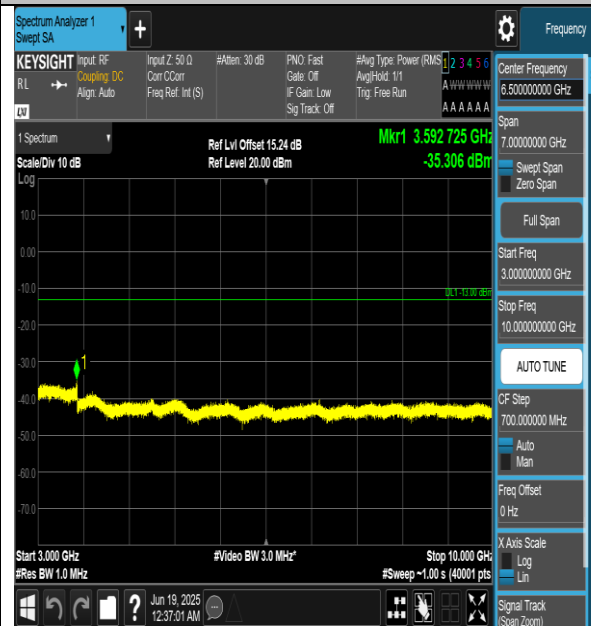 Spectrum Analyzer 1
Swept SA
+
Frequency
KEYSIGHT
RL
LXI
Input: RF
Coupling: DC
Align: Auto
Input Z: 50 Ω
Corr CCorr
Freq Ref: Int (S)
#Atten: 30 dB
PNO: Fast
Gate: Off
IF Gain: Low
Sig Track: Off
#Avg Type: Power (RMS
Avg|Hold: 1/1
Trig: Free Run
1 2 3 4 5 6
A W W W W W
A A A A A A
1 Spectrum
Scale/Div 10 dB
Log
Ref Lvl Offset 15.24 dB
Ref Level 20.00 dBm
Mkr1 3.592 725 GHz
-35.306 dBm
10.0
0.00
-10.0
DL1 -13.00 dBm
-20.0
-30.0
1
-40.0
-50.0
-60.0
-70.0
Start 3.000 GHz
#Res BW 1.0 MHz
#Video BW 3.0 MHz*
Stop 10.000 GHz
#Sweep ~1.00 s (40001 pts
?
Jun 19, 2025
12:37:01 AM
Center Frequency
6.500000000 GHz
Span
7.00000000 GHz
Swept Span
Zero Span
Full Span
Start Freq
3.000000000 GHz
Stop Freq
10.000000000 GHz
AUTO TUNE
CF Step
700.000000 MHz
Auto
Man
Freq Offset
0 Hz
X Axis Scale
Log
Lin
Signal Track
(Span Zoom)